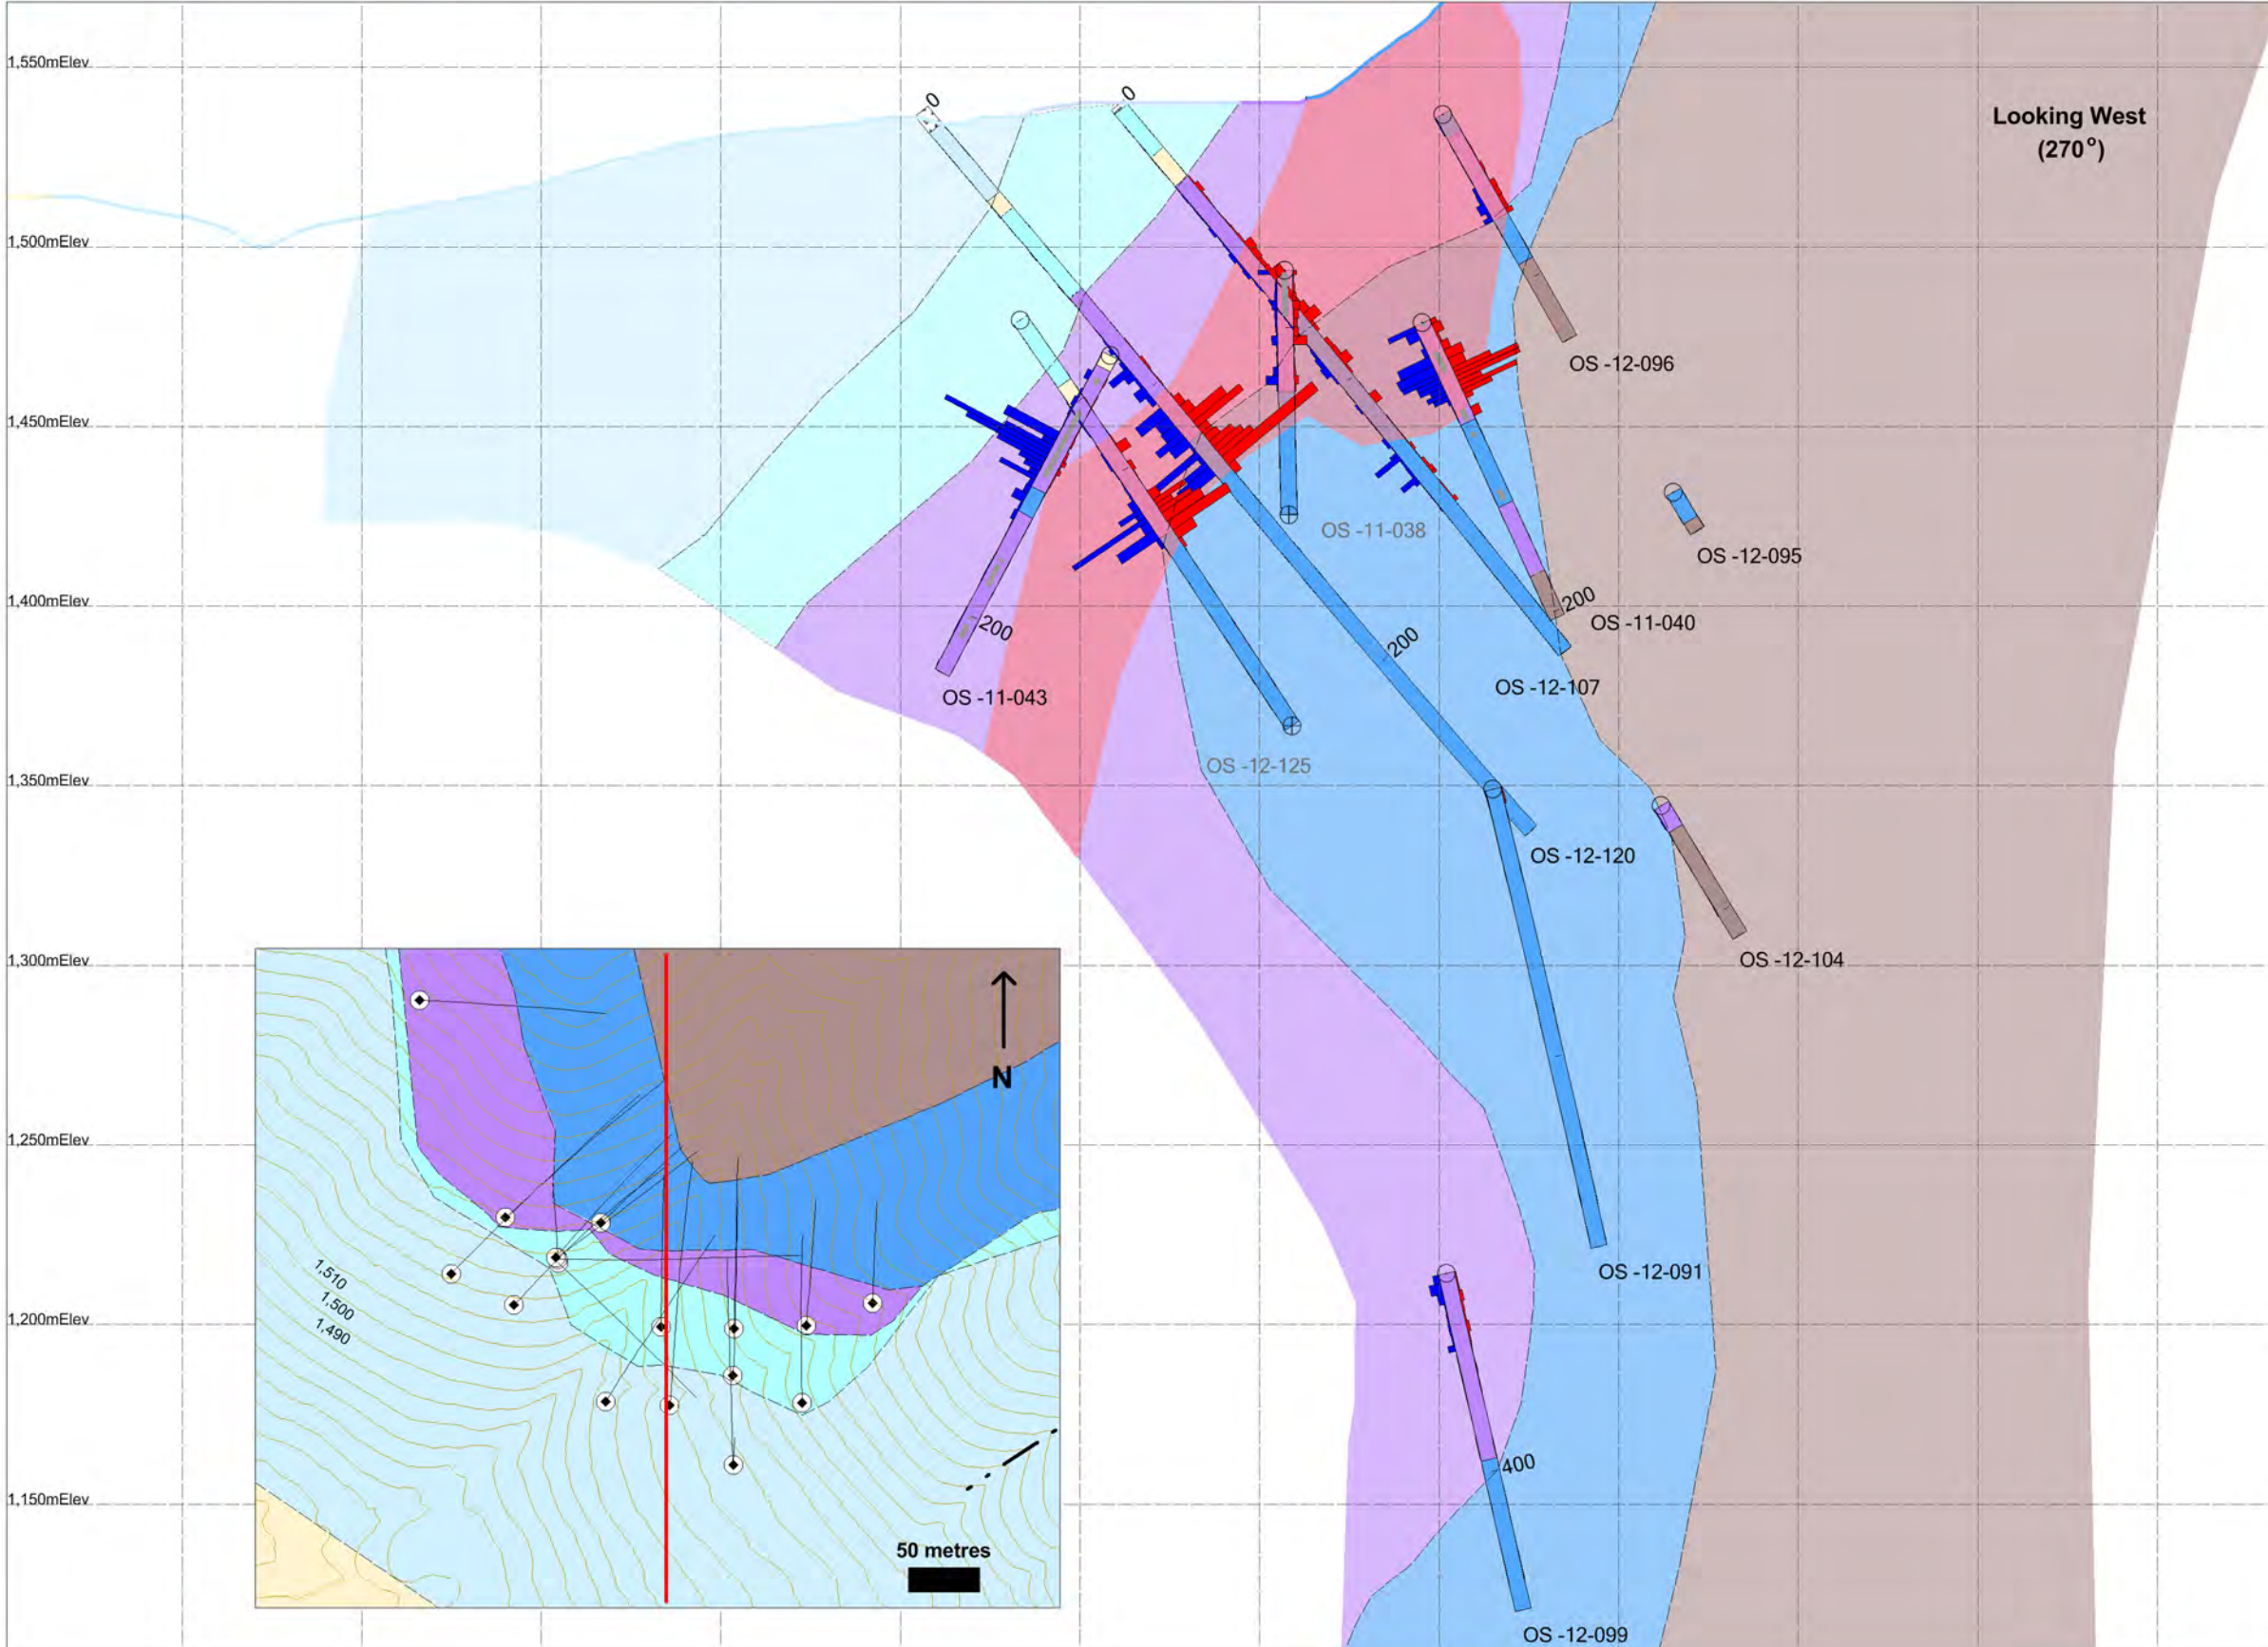 1,550mElev
0
0
Looking West
(270°)
1,500mElev
OS -12-096
1,450mElev
OS -11-038
OS -12-095
1,400mElev
200
200
OS -11-040
200
OS -12-107
OS -11-043
OS -12-125
1,350mElev
OS -12-120
OS -12-104
1,300mElev
N
1,250mElev
1,510
1,500
1,490
OS -12-091
1,200mElev
400
1,150mElev
50 metres
OS -12-099